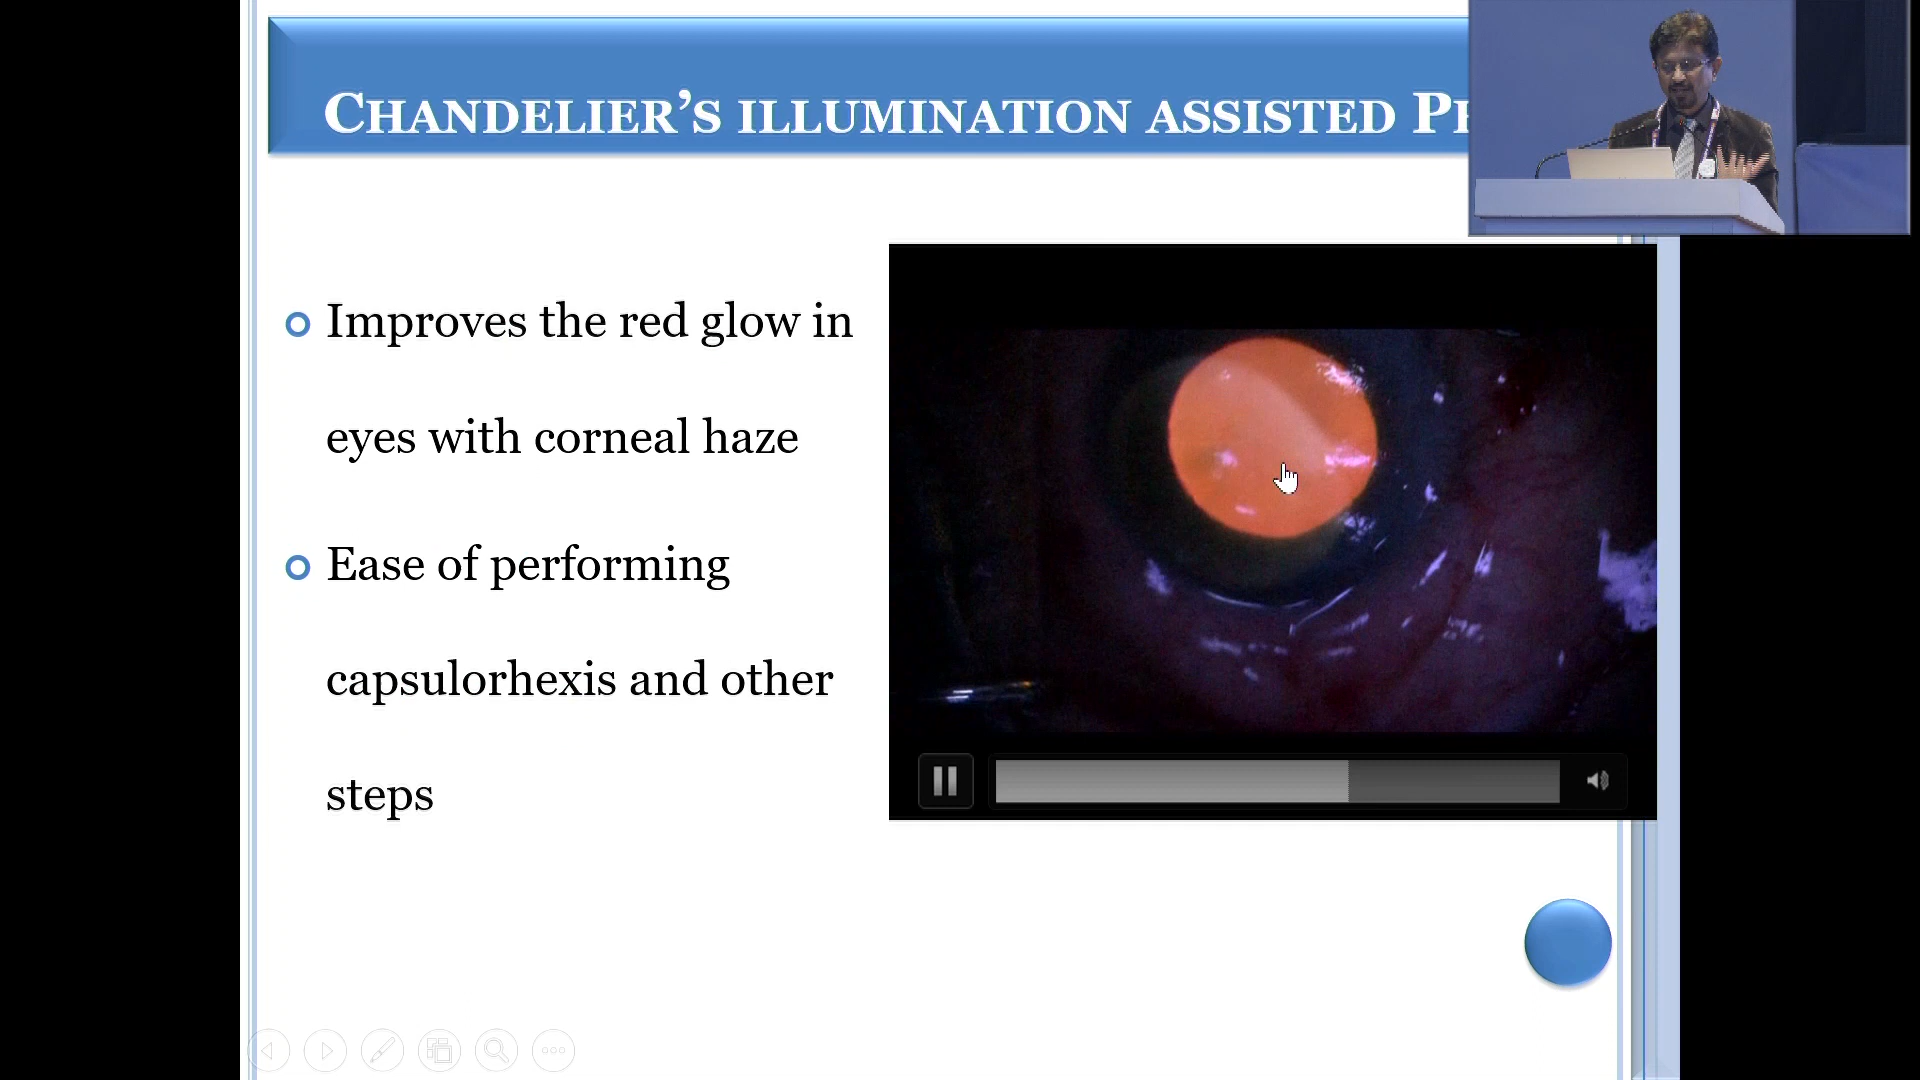 CHANDELIER’S ILLUMINATION ASSISTED
Improves the red glow in
eyes with corneal haze
Ease of performing
capsulorhexis and other
steps